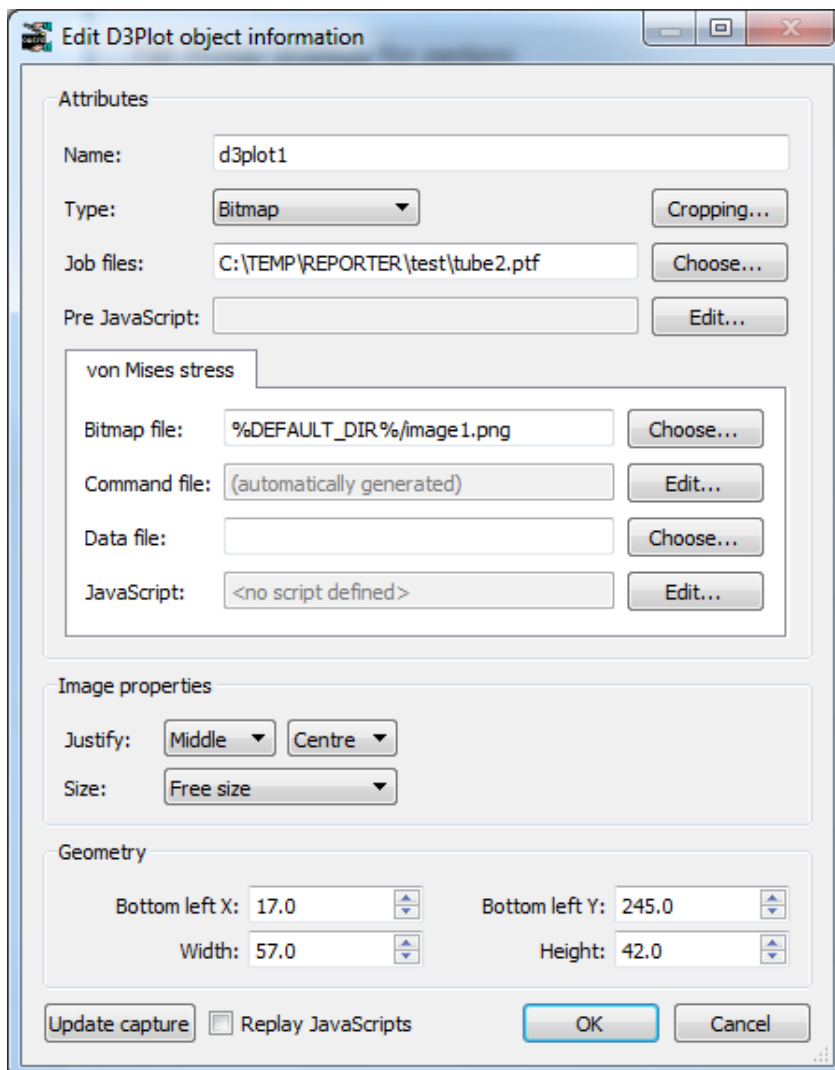 Edit D3Plot object information
Attributes
Name: d3plot1
Type: Bitmap Cropping...
Job files: C:\TEMP\REPORTER\test\tube2.ptf Choose...
Pre JavaScript: Edit...
von Mises stress
Bitmap file: %DEFAULT_DIR%/image1.png Choose...
Command file: (automatically generated) Edit...
Data file: Choose...
JavaScript: <no script defined> Edit...
Image properties
Justify: Middle Centre
Size: Free size
Geometry
Bottom left X: 17.0 Bottom left Y: 245.0
Width: 57.0 Height: 42.0
Update capture Replay JavaScripts OK Cancel